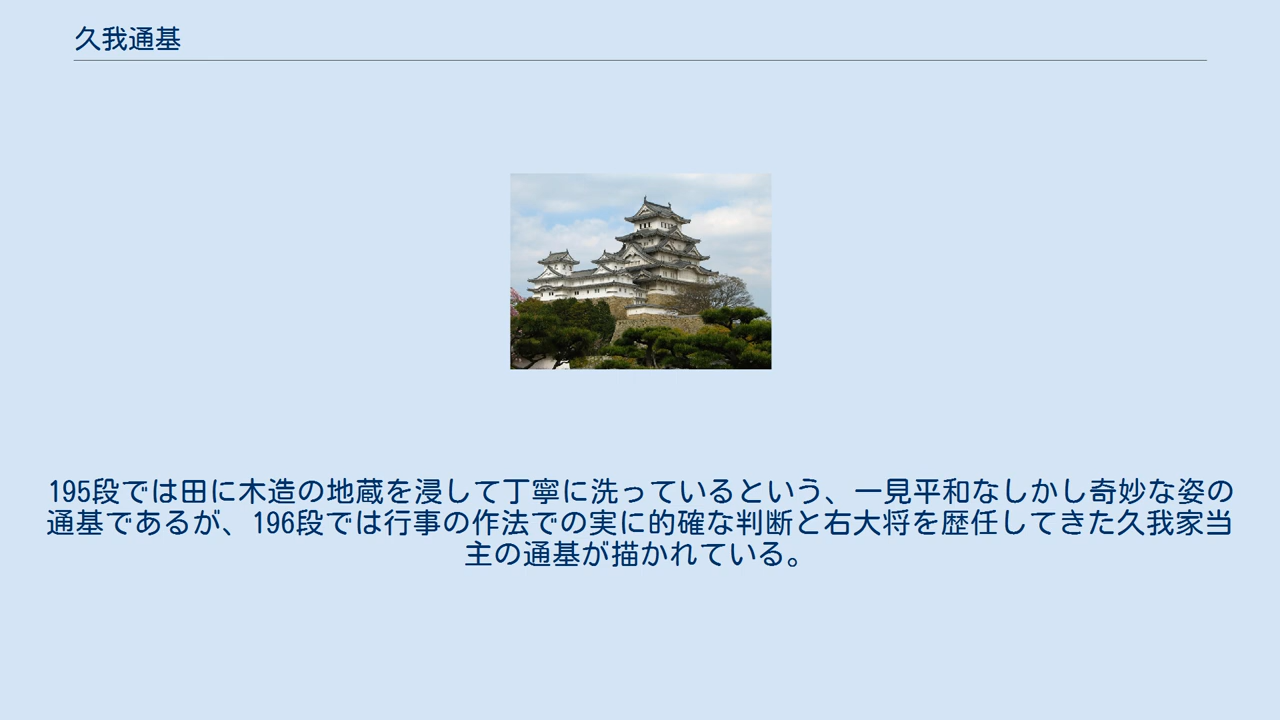 久我通基
195段では田に木造の地蔵を浸して丁寧に洗っているという、一見平和なしかし奇妙な姿の
通基であるが、196段では行事の作法での実に的確な判断と右大将を歴任してきた久我家当
主の通基が描かれている。